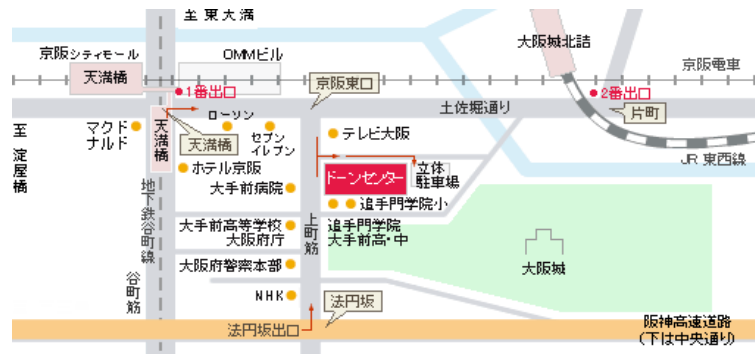 至 東大満
京阪シティモール
OMMビル
大阪城北詰
天満橋
京阪東口
京阪電車
1番出口
2番出口
ローソン
土佐堀通り
片町
至 淀屋橋
マクド
ナルド
天満橋
天満橋
セブン
イレブン
テレビ大阪
JR 東西線
ホテル京阪
ドーンセンター
立体
駐車場
大手前病院
追手門学院小
地下鉄谷町線
大手前高等学校
大阪府庁
上町筋
追手門学院
大手前高・中
大阪府警察本部
大阪城
谷町筋
NHK
法円坂
法円坂出口
阪神高速道路
(下は中央通り)